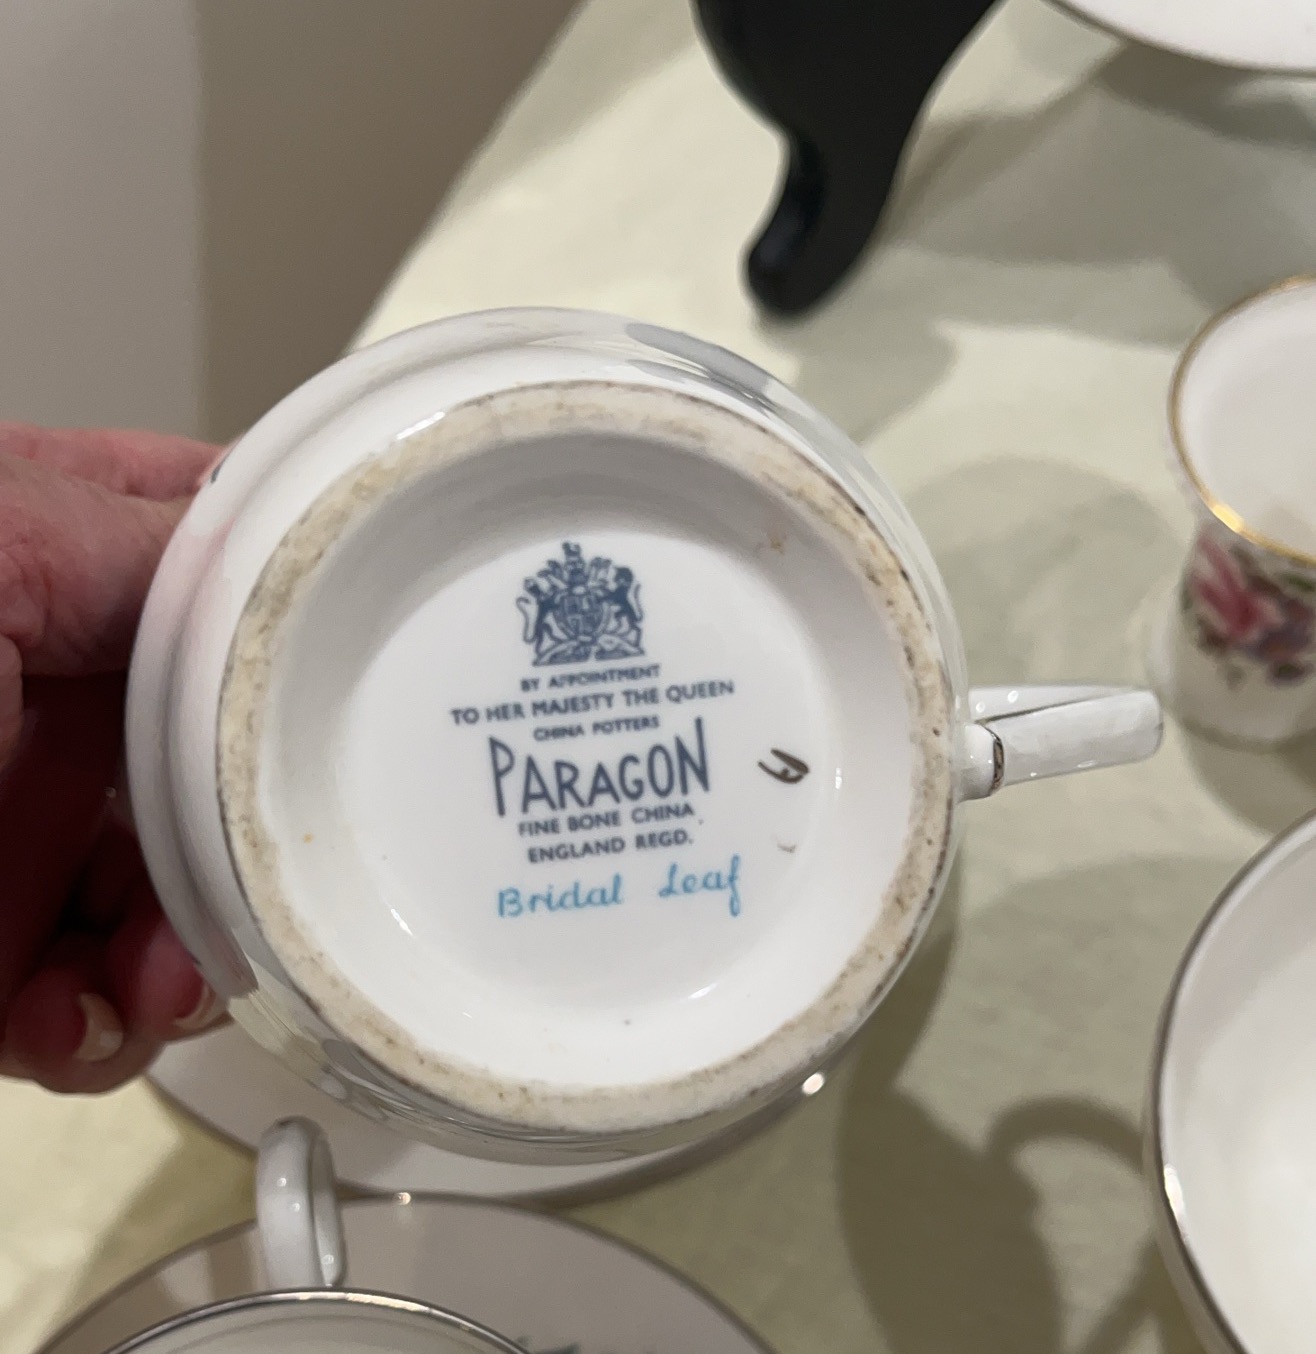 BY APPOINTMENT
TO HER MAJESTY THE QUEEN
CHINA POTTERS
PARAGON
FINE BONE CHINA
ENGLAND REGD.
Bridal Leaf